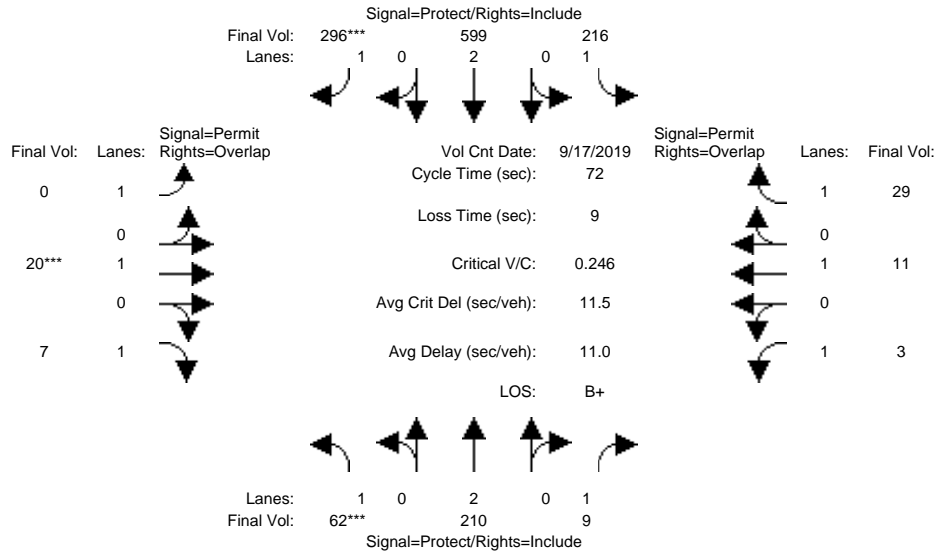 Signal=Protect/Rights=Include
Final Vol: 296*** 599 216
Lanes: 1 0 2 0 1
Signal=Permit
Final Vol: Lanes: Rights=Overlap
Vol Cnt Date: 9/17/2019
Signal=Permit
Rights=Overlap Lanes: Final Vol:
Cycle Time (sec): 72
0 1
1 29
Loss Time (sec): 9
0
0
20*** 1
Critical V/C: 0.246
1 11
0
Avg Crit Del (sec/veh): 11.5
0
7 1
Avg Delay (sec/veh): 11.0
1 3
LOS: B+
Lanes: 1 0 2 0 1
Final Vol: 62*** 210 9
Signal=Protect/Rights=Include